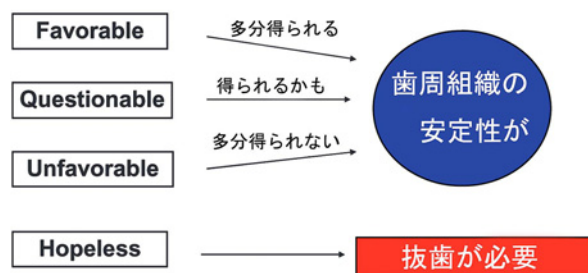 Favorable
多分得られる
Questionable
得られるかも
Unfavorable
多分得られない
歯周組織の
安定性が
Hopeless
抜歯が必要